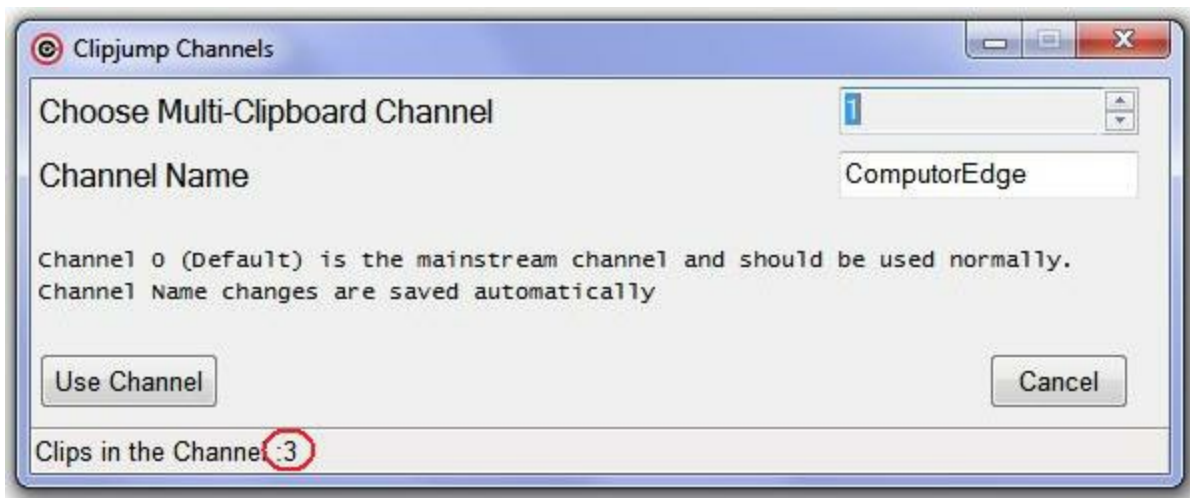 Clipjump Channels
Choose Multi-Clipboard Channel 1
Channel Name ComputorEdge
Channel 0 (Default) is the mainstream channel and should be used normally.
Channel Name changes are saved automatically
Use Channel Cancel
Clips in the Channel :3